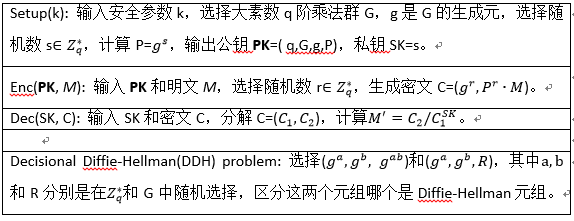 Setup(k): 输入安全参数 k，选择大素数 q 阶乘法群 G，g 是 G 的生成元，选择随
机数 s∈ Z_q^*，计算 P=g^s，输出公钥 PK=( q,G,g,P)，私钥 SK=s。
Enc(PK, M): 输入 PK 和明文 M，选择随机数 r∈ Z_q^*，生成密文 C=(g^r, P^r · M)。
Dec(SK, C): 输入 SK 和密文 C，分解 C=(C_1, C_2)，计算M′ = C_2/C_1^{SK}。
Decisional Diffie-Hellman(DDH) problem: 选择(g^a, g^b, g^{ab})和(g^a, g^b, R)，其中a, b
和 R 分别是在Z_q^*和 G 中随机选择，区分这两个元组哪个是 Diffie-Hellman 元组。